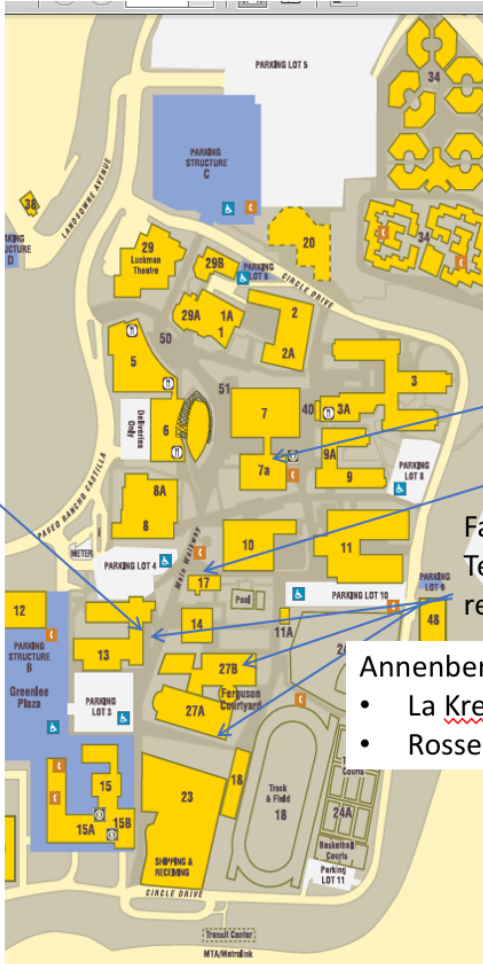 PARKING LOT 5
34
PARKING
STRUCTURE
C
LANDSOWNE AVENUE
38
PARKING
STRUCTURE
D
29
Luckman
Theatre
29B
PARKING
LOT 6
20
34
CIRCLE DRIVE
29A
1A
1
2
2A
50
5
51
3
7
40
3A
Deliveries
Only
6
7a
9A
9
PARKING
LOT 8
PASEO RANCHO CASTILLA
8A
8
Main Walkway
10
11
METER
PARKING LOT 4
17
Pool
PARKING LOT 10
PARKING
LOT 9
Fa
Te
re
12
PARKING
STRUCTURE
B
Greenlee
Plaza
13
14
11A
24
48
27B
Ferguson
Courtyard
27A
PARKING
LOT 3
Annenber
• La Kre
• Rosse
15
15A
15B
23
SHIPPING &
RECEIVING
18
Track
& Field
18
Courts
24A
Basketball
Courts
Parking
LOT 11
CIRCLE DRIVE
Transit Center
MTA/Metrolink